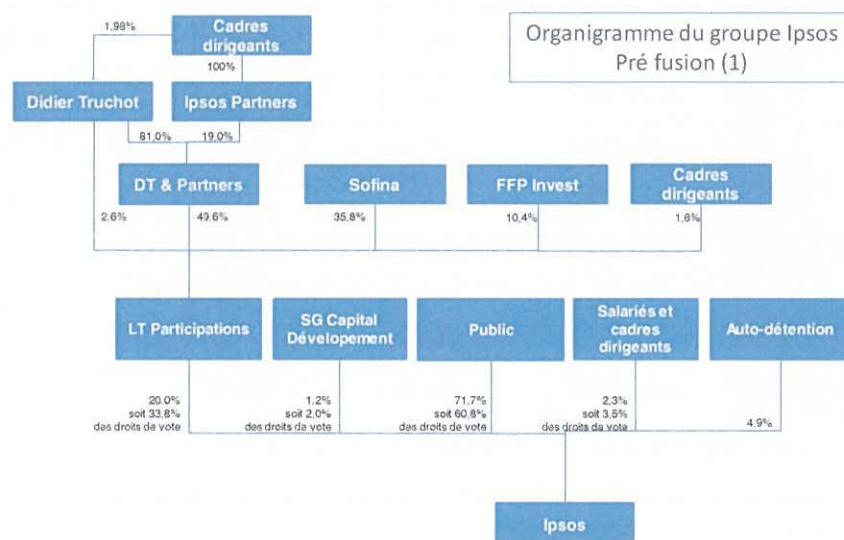 Organigramme du groupe Ipsos
Pré fusion (1)
1,98%
Cadres
dirigeants
100%
Didier Truchot
Ipsos Partners
81,0%
19,0%
DT & Partners
Sofina
FFP Invest
Cadres
dirigeants
2,6%
49,6%
35,8%
10,4%
1,6%
LT Participations
SG Capital
Dévelopement
Public
Salariés et
cadres
dirigeants
Auto-détention
20,0%
soit 33,8%
des droits de vote
1,2%
soit 2,0%
des droits de vote
71,7%
soit 60,8%
des droits de vote
2,3%
soit 3,5%
des droits de vote
4,9%
Ipsos